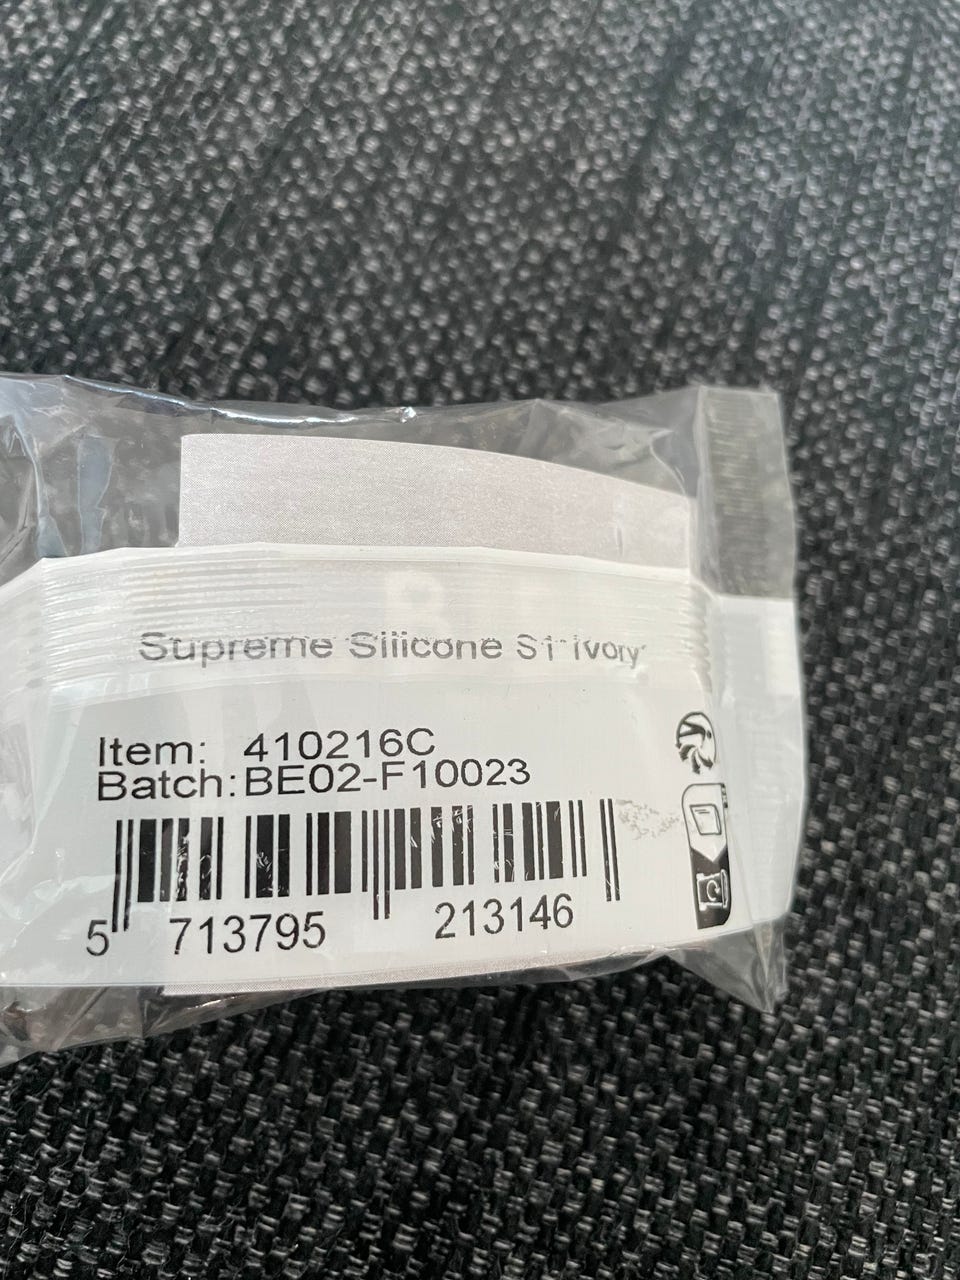 Supreme Silicone S1 Ivory
Item: 410216C
Batch: BE02-F10023
5 713795 213146